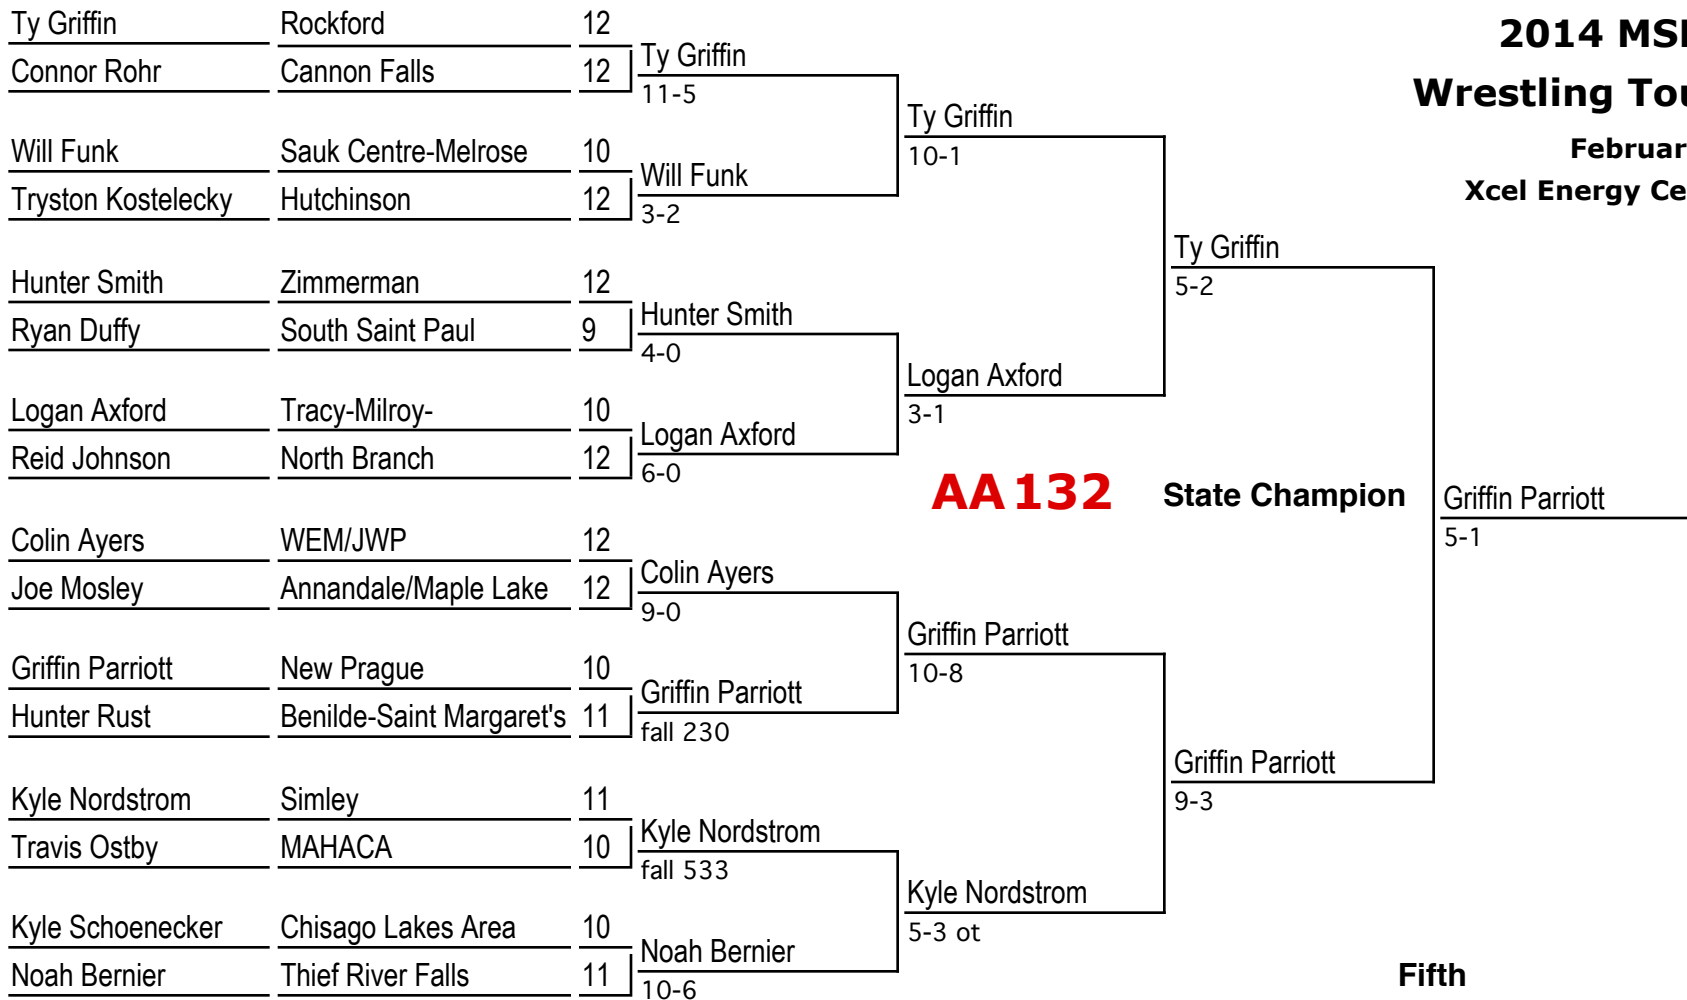 Ty Griffin Rockford 12
Connor Rohr Cannon Falls 12
Will Funk Sauk Centre-Melrose 10
Tryston Kostelecky Hutchinson 12
Hunter Smith Zimmerman 12
Ryan Duffy South Saint Paul 9
Logan Axford Tracy-Milroy- 10
Reid Johnson North Branch 12
Colin Ayers WEM/JWP 12
Joe Mosley Annandale/Maple Lake 12
Griffin Parriott New Prague 10
Hunter Rust Benilde-Saint Margaret's 11
Kyle Nordstrom Simley 11
Travis Ostby MAHACA 10
Kyle Schoenecker Chisago Lakes Area 10
Noah Bernier Thief River Falls 11
Ty Griffin
11-5
Will Funk
3-2
Hunter Smith
4-0
Logan Axford
6-0
Colin Ayers
9-0
Griffin Parriott
fall 230
Kyle Nordstrom
fall 533
Noah Bernier
10-6
Ty Griffin
10-1
Logan Axford
3-1
Griffin Parriott
10-8
Kyle Nordstrom
5-3 ot
Ty Griffin
5-2
Griffin Parriott
9-3
AA 132 State Champion
Griffin Parriott
5-1
2014 MS
Wrestling Tou
Februar
Xcel Energy Ce
Fifth